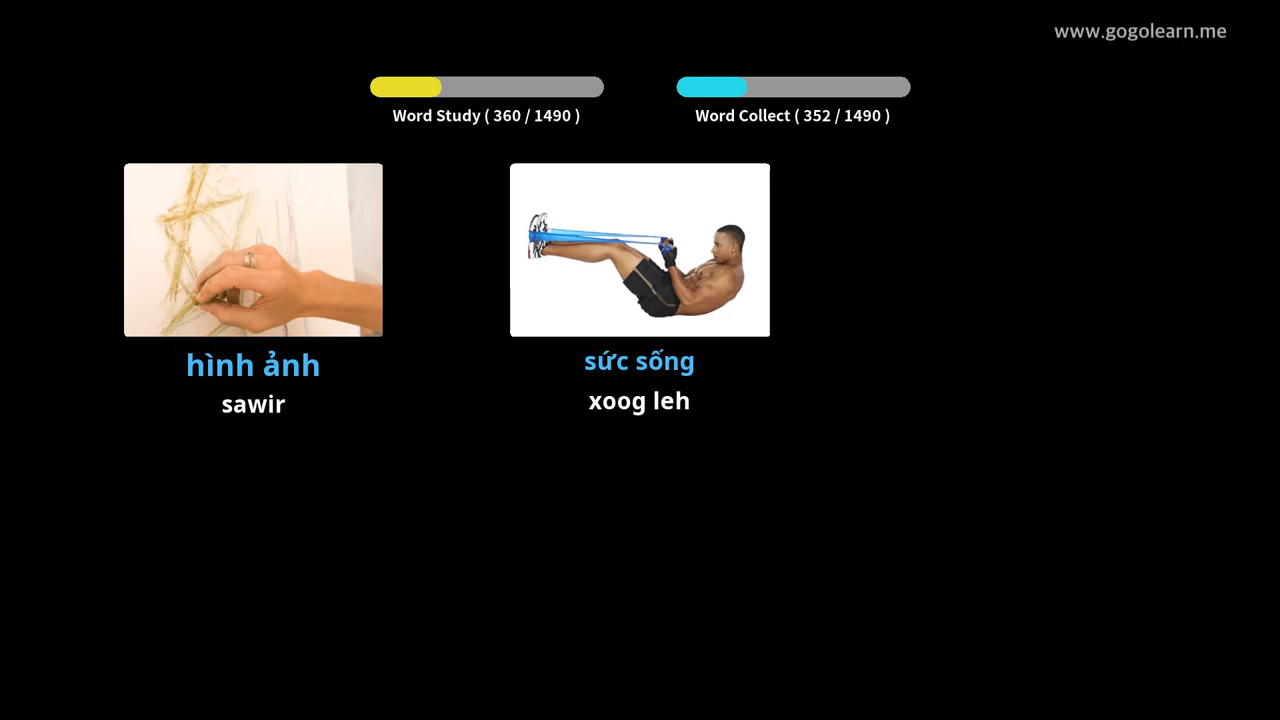 www.gogolearn.me
Word Study ( 360 / 1490 )
Word Collect ( 352 / 1490 )
hình ảnh
sawir
sức sống
xoog leh